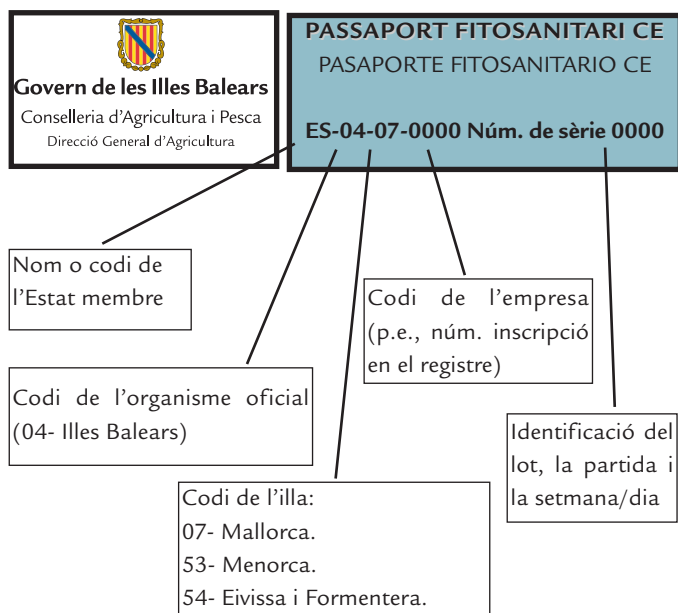 Govern de les Illes Balears
Conselleria d'Agricultura i Pesca
Direcció General d'Agricultura
PASSAPORT FITOSANITARI CE
PASAPORTE FITOSANITARIO CE
ES-04-07-0000 Núm. de sèrie 0000
Nom o codi de
l'Estat membre
Codi de l'empresa
(p.e., núm. inscripció
en el registre)
Codi de l'organisme oficial
(04- Illes Balears)
Identificació del
lot, la partida i
la setmana/dia
Codi de l'illa:
07- Mallorca.
53- Menorca.
54- Eivissa i Formentera.